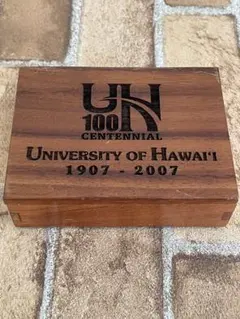 UH
100
CENTENNIAL
UNIVERSITY OF HAWAI'I
1907 - 2007